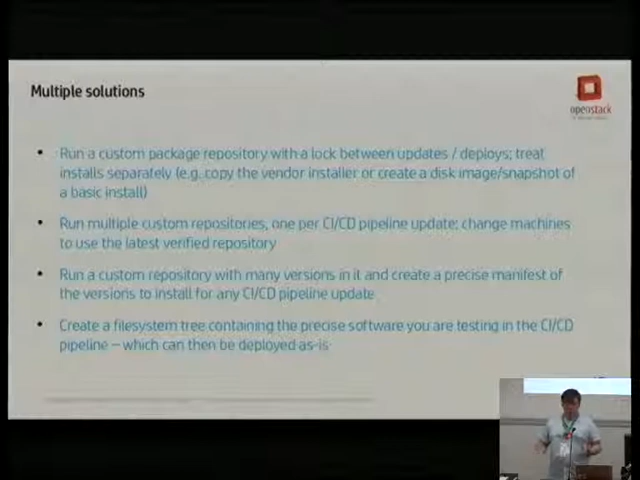 Multiple solutions
openstack
• Run a custom package repository with a lock between updates / deploys; treat
installs separately (e.g. copy the vendor installer or create a disk image/snapshot of
a basic install)
• Run multiple custom repositories, one per CI/CD pipeline update; change machines
to use the latest verified repository
• Run a custom repository with many versions in it and create a precise manifest of
the versions to install for any CI/CD pipeline update
• Create a filesystem tree containing the precise software you are testing in the CI/CD
pipeline – which can then be deployed as-is